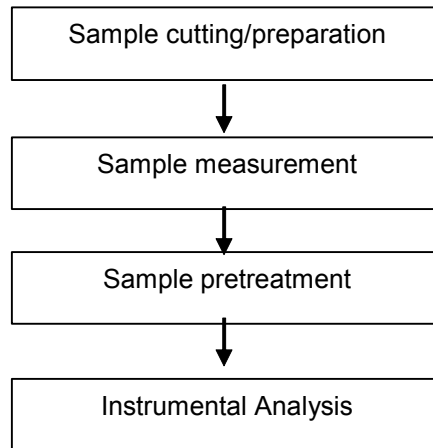 Sample cutting/preparation
Sample measurement
Sample pretreatment
Instrumental Analysis